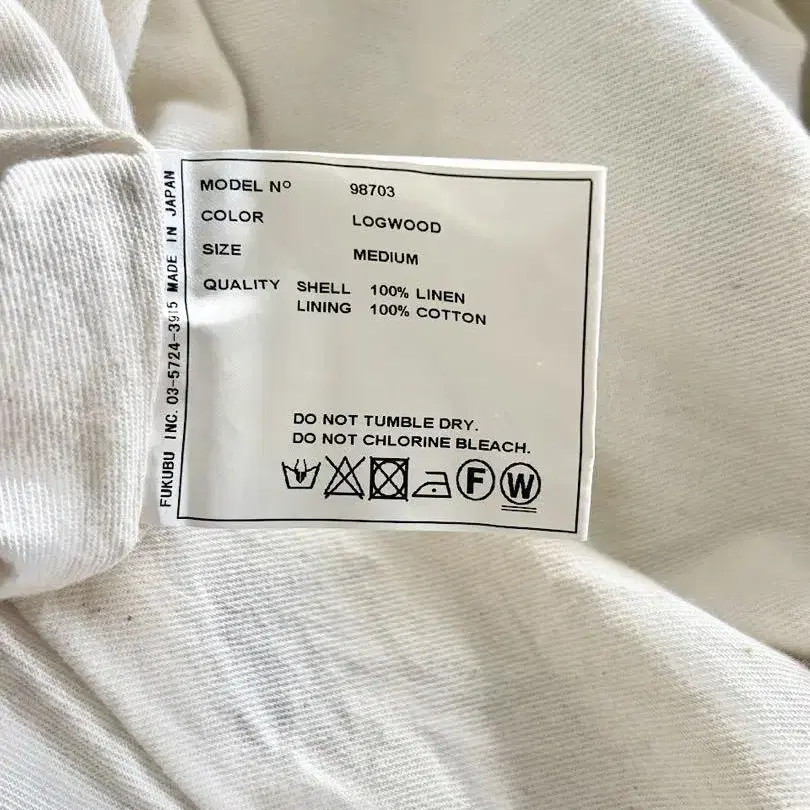 MODEL Nº 98703
COLOR LOGWOOD
SIZE MEDIUM
QUALITY SHELL 100% LINEN
LINING 100% COTTON
DO NOT TUMBLE DRY.
DO NOT CHLORINE BLEACH.
F W
FUKUBU INC. 03-5724-3915 MADE IN JAPAN